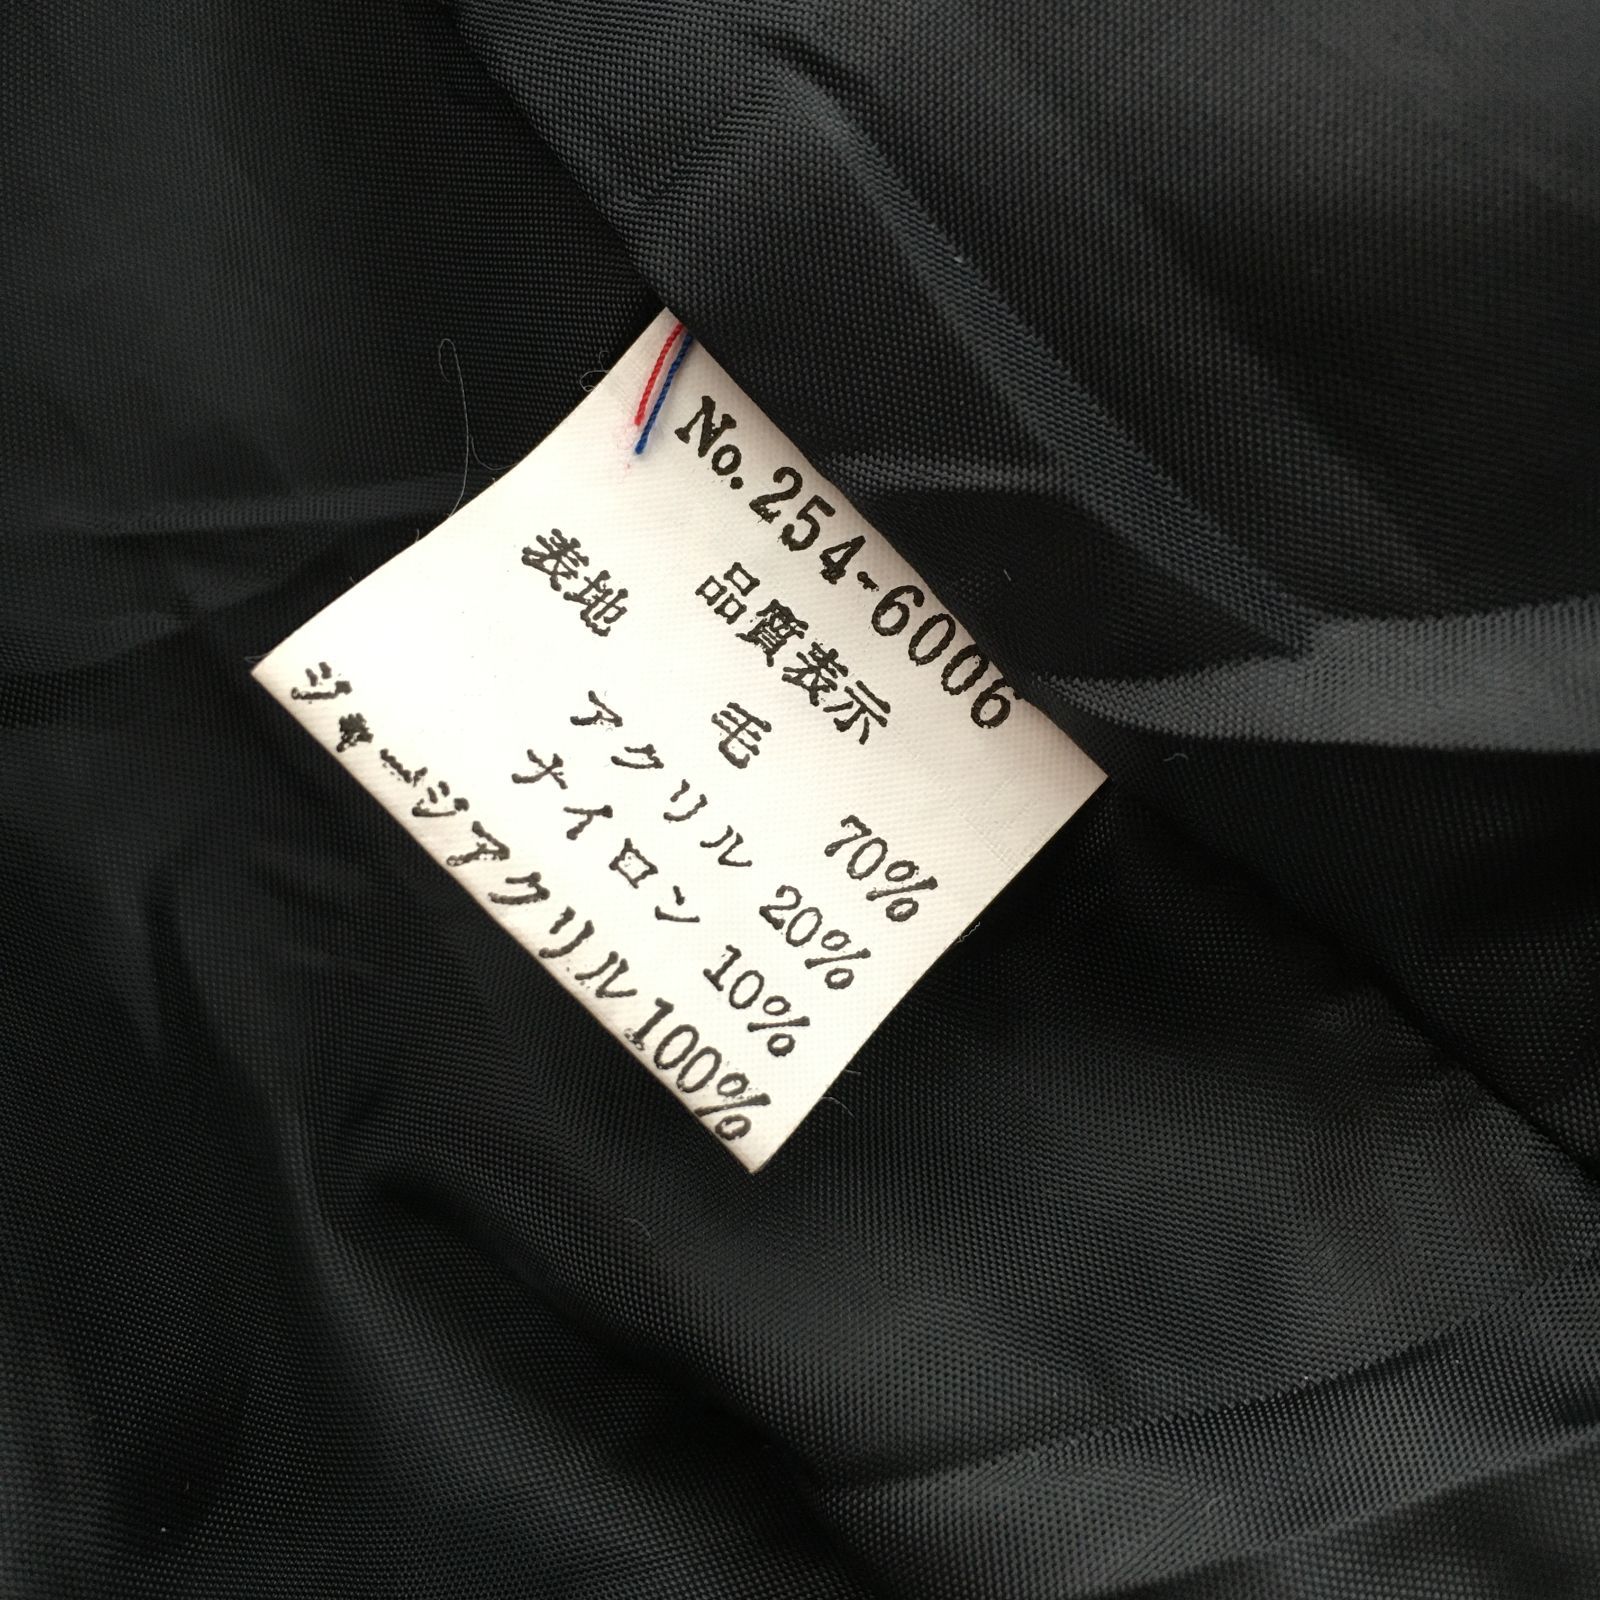 No.254-6006
品質表示
表地 毛 70%
アクリル 20%
ナイロン 10%
ジャージアクリル100%